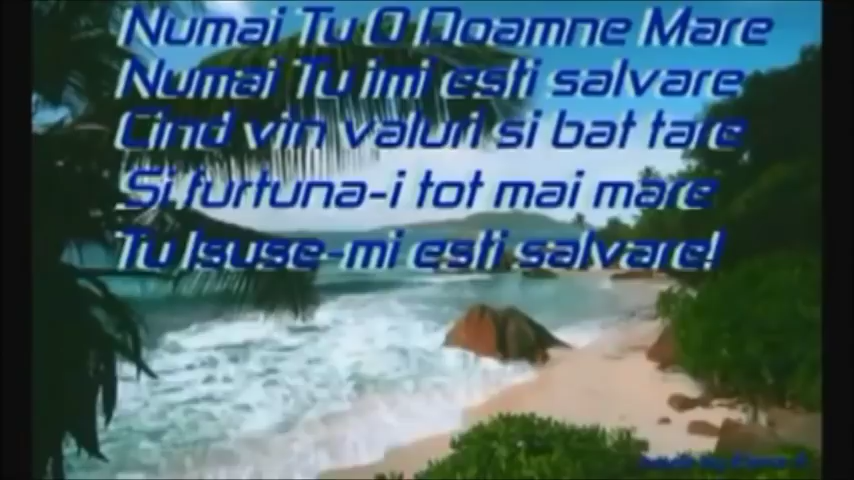 Numai Tu O Doamne Mare
Numai Tu imi esti salvare
Cind vin valuri si bat tare
Si furtuna-i tot mai mare
Tu Isuse-mi esti salvare!